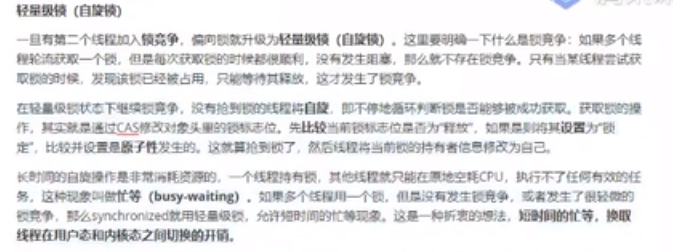 轻量级锁（自旋锁）
一旦有第二个线程加入锁竞争，偏向锁就升级为轻量级锁（自旋锁）。这里要明确一下什么是锁竞争：如果多个线
程轮流获取一个锁，但是每次获取锁的时候都很顺利，没有发生阻塞，那么就不存在锁竞争。只有当某线程尝试获
取锁的时候，发现该锁已经被占用，只能等待其释放，这才发生了锁竞争。
在轻量级锁状态下继续锁竞争，没有抢到锁的线程将自旋，即不停地循环判断锁是否能够被成功获取。获取锁的操
作，其实就是通过CAS修改对象头里的锁标志位。先比较当前锁标志位是否为“释放”，如果是则将其设置为“锁
定”，比较并设置是原子性发生的。这就算抢到锁了，然后线程将当前锁的持有者信息修改为自己。
长时间的自旋操作是非常消耗资源的，一个线程持有锁，其他线程就只能在原地空耗CPU，执行不了任何有效的任
务，这种现象叫做忙等（busy-waiting）。如果多个线程用一个锁，但是没有发生锁竞争，或者发生了很轻微的
锁竞争，那么synchronized就用轻量级锁，允许短时间的忙等现象。这是一种折衷的想法，短时间的忙等，换取
线程在用户态和内核态之间切换的开销。